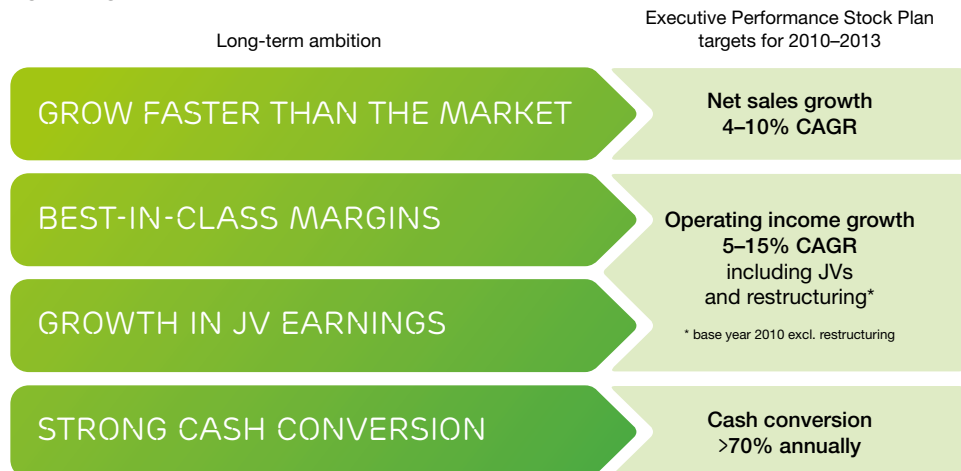 Long-term ambition
Executive Performance Stock Plan
targets for 2010–2013
GROW FASTER THAN THE MARKET
Net sales growth
4–10% CAGR
BEST-IN-CLASS MARGINS
GROWTH IN JV EARNINGS
Operating income growth
5–15% CAGR
including JVs
and restructuring*
* base year 2010 excl. restructuring
STRONG CASH CONVERSION
Cash conversion
>70% annually